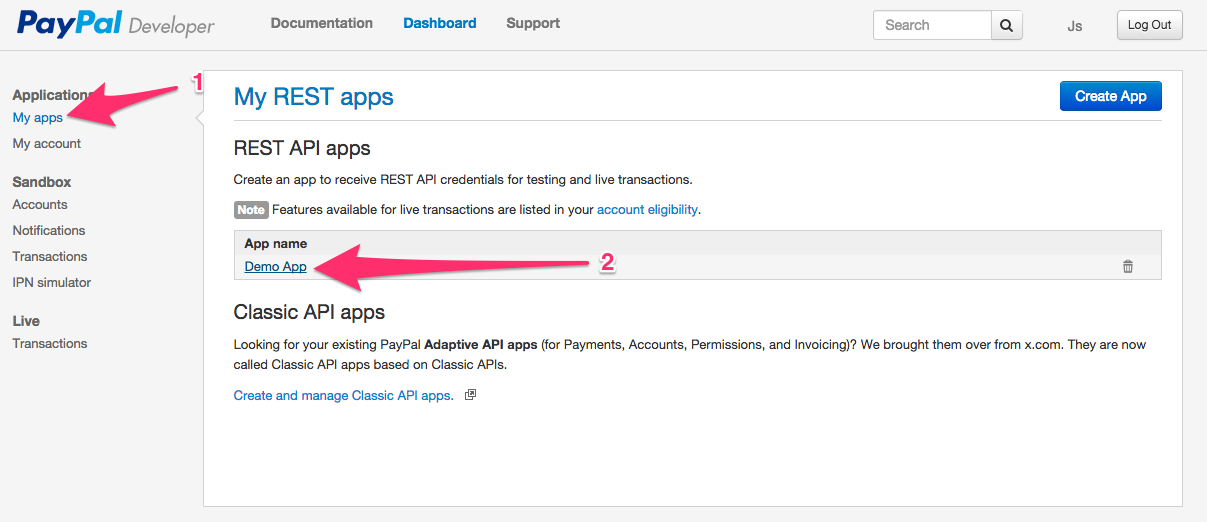 PayPal Developer
Documentation
Dashboard
Support
Search
Js
Log Out
1
Applications
My apps
My account
Sandbox
Accounts
Notifications
Transactions
IPN simulator
Live
Transactions
My REST apps
Create App
REST API apps
Create an app to receive REST API credentials for testing and live transactions.
Note Features available for live transactions are listed in your account eligibility.
App name
Demo App
2
Classic API apps
Looking for your existing PayPal Adaptive API apps (for Payments, Accounts, Permissions, and Invoicing)? We brought them over from x.com. They are now
called Classic API apps based on Classic APIs.
Create and manage Classic API apps.